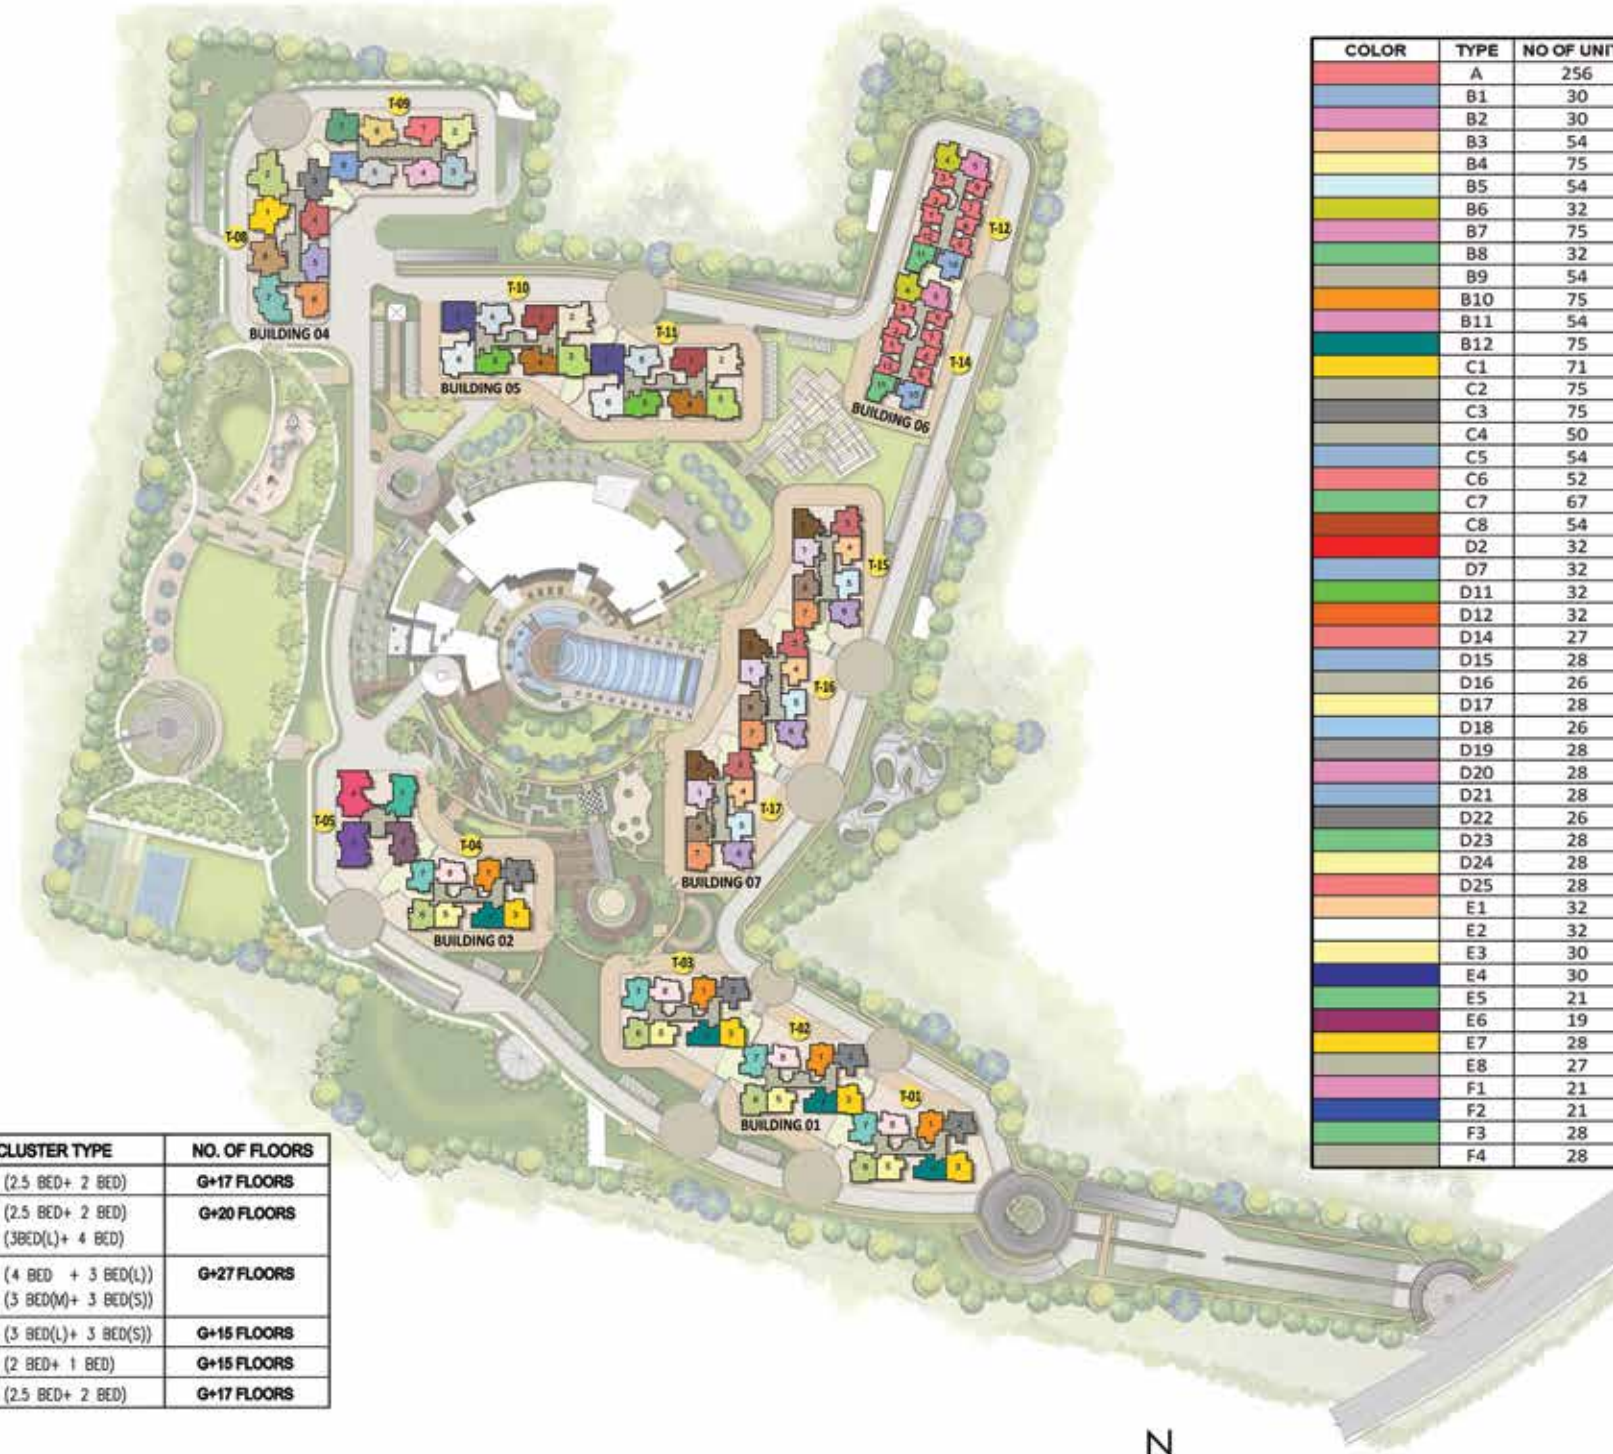 T-09
T-08
BUILDING 04
T-10
T-11
BUILDING 05
T-12
T-14
BUILDING 06
T-15
T-16
T-17
BUILDING 07
T-05
T-04
BUILDING 02
T-03
T-02
T-01
BUILDING 01
COLOR TYPE NO OF UNIT
A 256
B1 30
B2 30
B3 54
B4 75
B5 54
B6 32
B7 75
B8 32
B9 54
B10 75
B11 54
B12 75
C1 71
C2 75
C3 75
C4 50
C5 54
C6 52
C7 67
C8 54
D2 32
D7 32
D11 32
D12 32
D14 27
D15 28
D16 26
D17 28
D18 26
D19 28
D20 28
D21 28
D22 26
D23 28
D24 28
D25 28
E1 32
E2 32
E3 30
E4 30
E5 21
E6 19
E7 28
E8 27
F1 21
F2 21
F3 28
F4 28
CLUSTER TYPE NO. OF FLOORS
(2.5 BED+ 2 BED) G+17 FLOORS
(2.5 BED+ 2 BED) G+20 FLOORS
(3BED(L)+ 4 BED)
(4 BED + 3 BED(L)) G+27 FLOORS
(3 BED(M)+ 3 BED(S))
(3 BED(L)+ 3 BED(S)) G+15 FLOORS
(2 BED+ 1 BED) G+15 FLOORS
(2.5 BED+ 2 BED) G+17 FLOORS
N